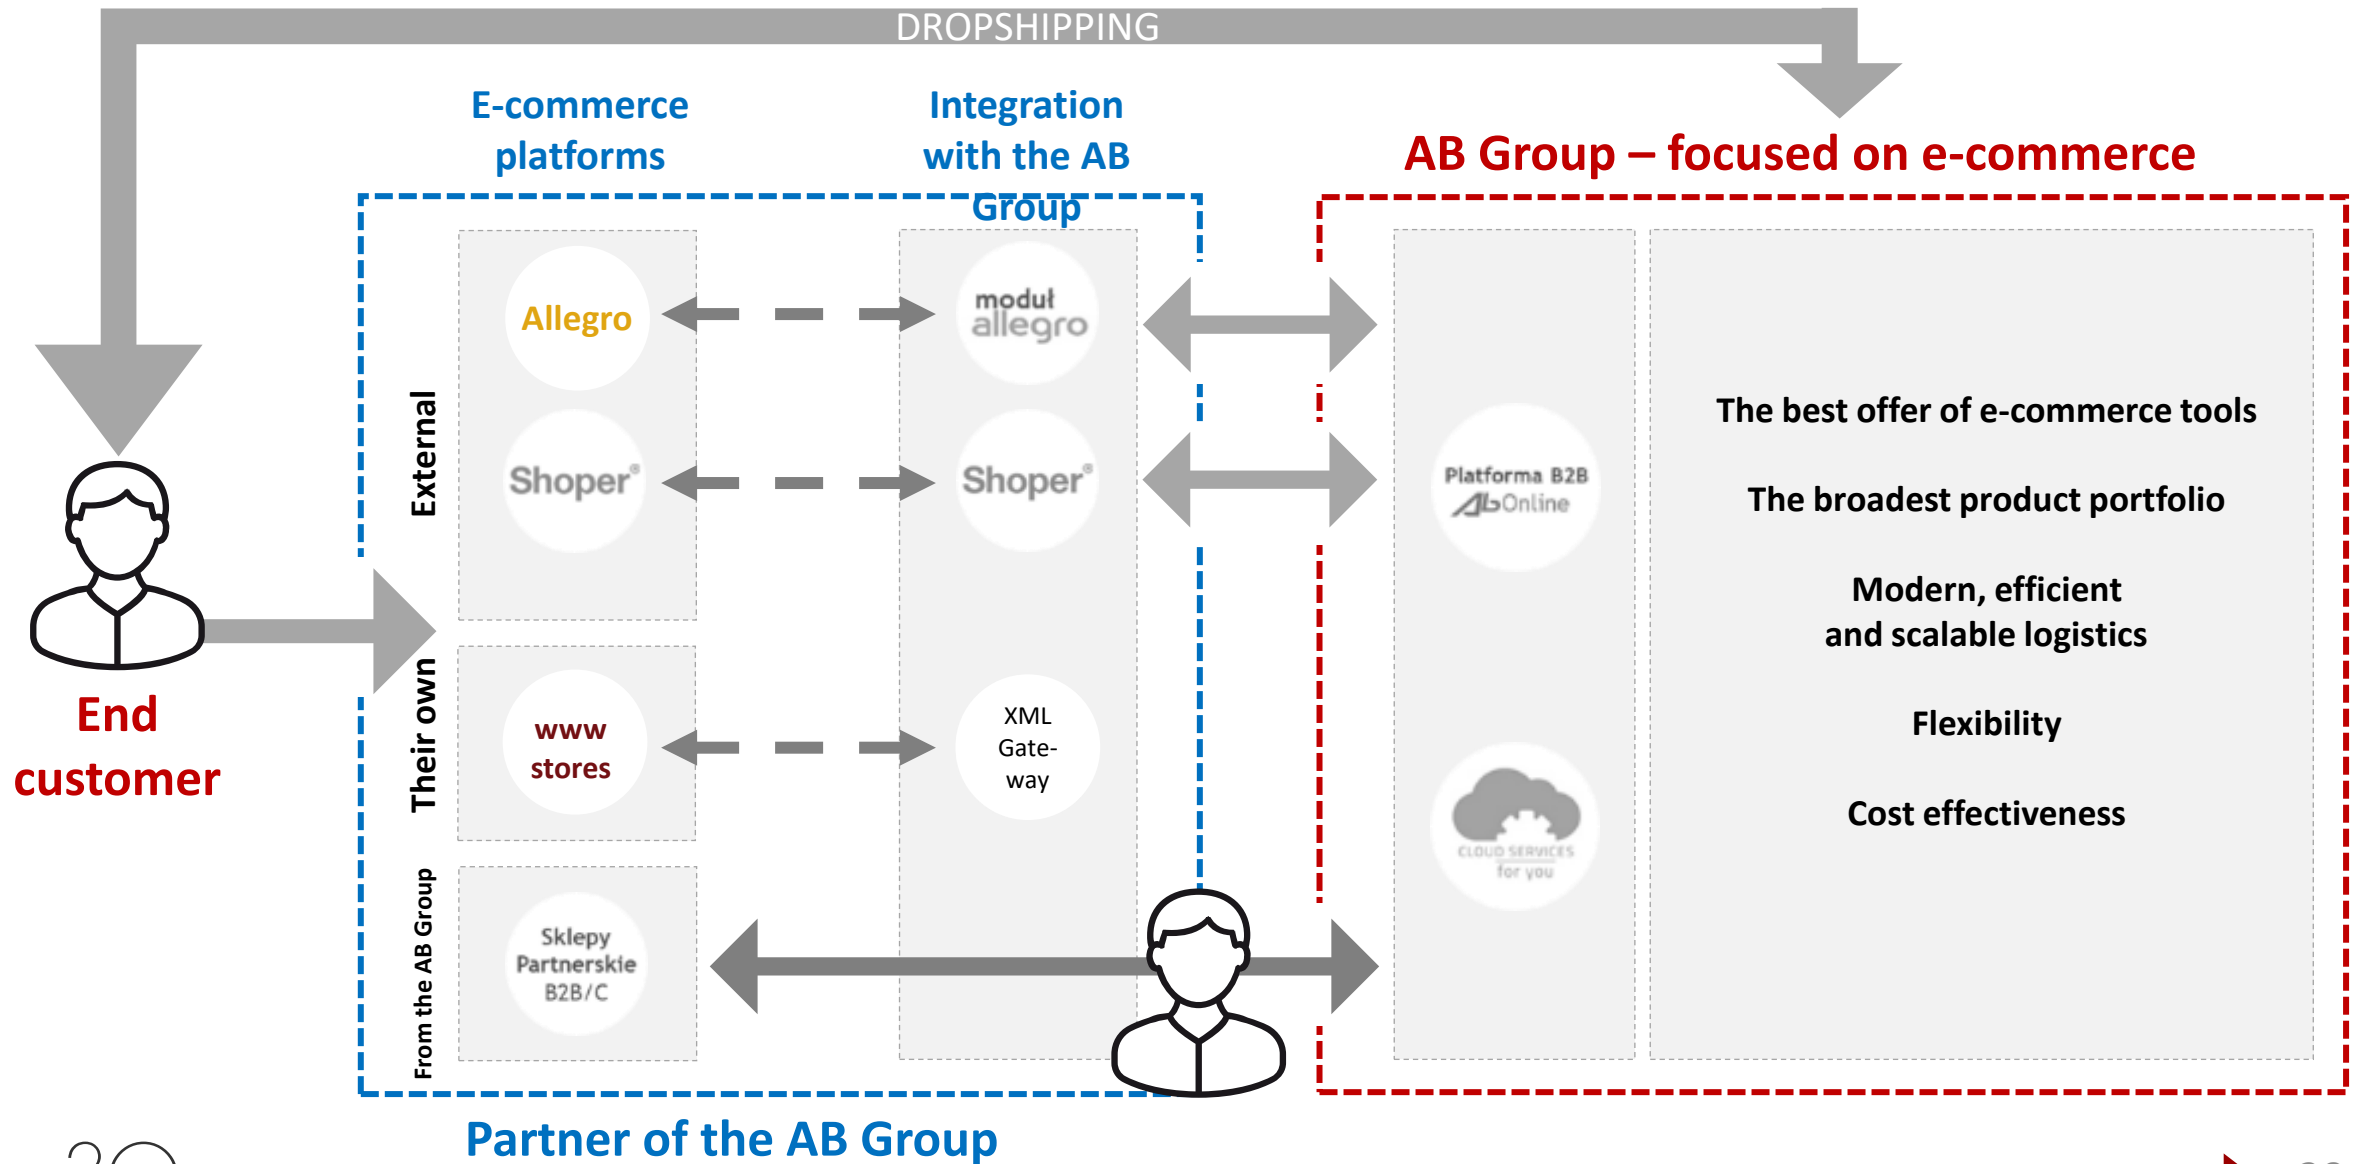 DROPSHIPPING
E-commerce
platforms
Integration
with the AB
Group
AB Group – focused on e-commerce
External
Allegro
moduł
allegro
Shoper®
Shoper®
Their own
www
stores
XML
Gate-
way
From the AB Group
Sklepy
Partnerskie
B2B/C
Platforma B2B
AbOnline
CLOUD SERVICES
for you
The best offer of e-commerce tools
The broadest product portfolio
Modern, efficient
and scalable logistics
Flexibility
Cost effectiveness
End
customer
Partner of the AB Group